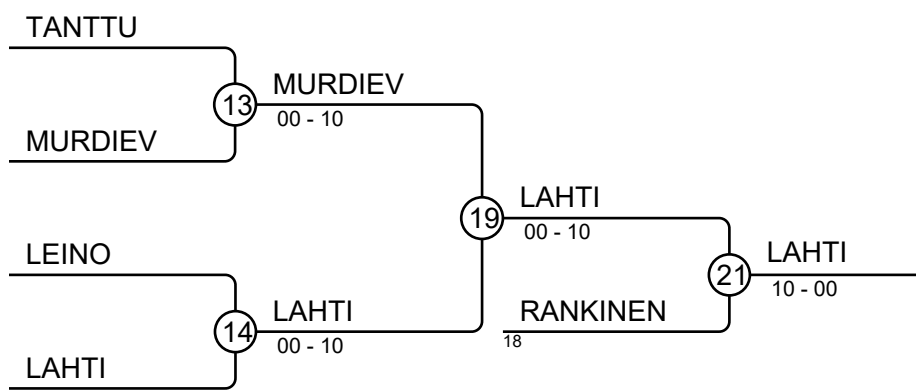 TANTTU
13
MURDIEV
00 - 10
MURDIEV
19
LAHTI
00 - 10
LEINO
21
LAHTI
10 - 00
14
LAHTI
00 - 10
RANKINEN
18
LAHTI